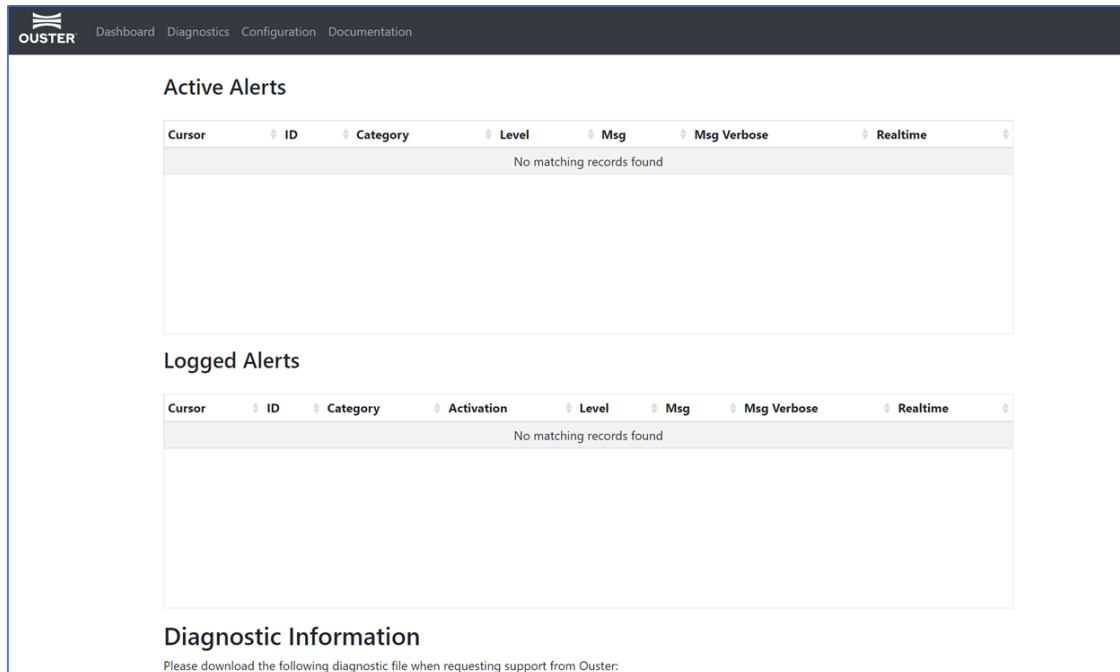 OUSTER Dashboard Diagnostics Configuration Documentation
Active Alerts
Cursor ID Category Level Msg Msg Verbose Realtime
No matching records found
Logged Alerts
Cursor ID Category Activation Level Msg Msg Verbose Realtime
No matching records found
Diagnostic Information
Please download the following diagnostic file when requesting support from Ouster: